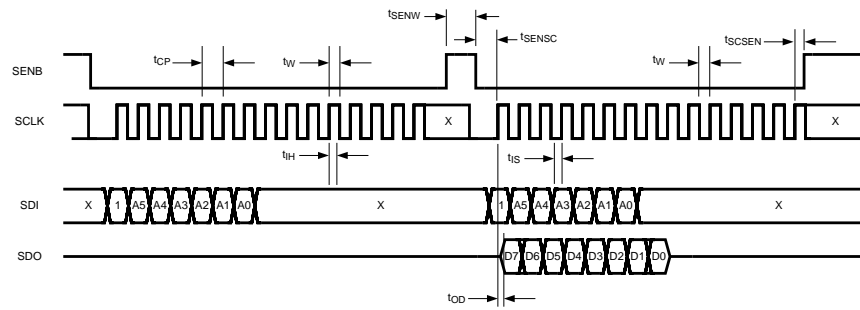 tSENW
tSENSC
tCP tW tW tSCSEN
SENB
SCLK X X
tIH tIS
SDI X 1 A5 A4 A3 A2 A1 A0 X 1 A5 A4 A3 A2 A1 A0 X
SDO D7 D6 D5 D4 D3 D2 D1 D0
tOD